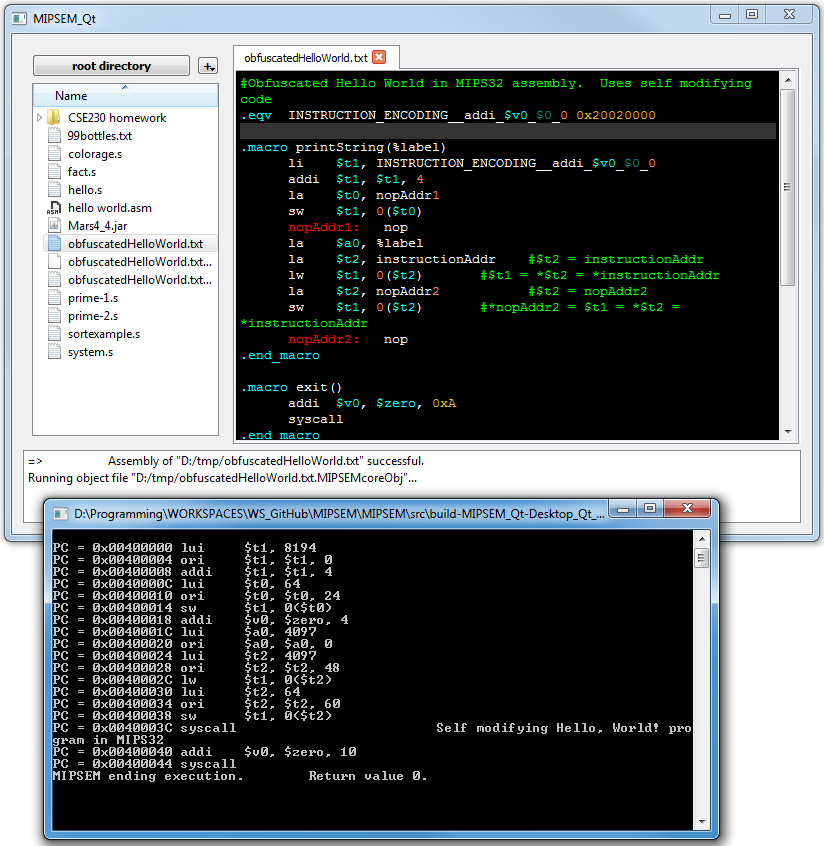 MIPSEM_Qt
root directory
+
Name
CSE230 homework
99bottles.txt
colorage.s
fact.s
hello.s
hello world.asm
Mars4_4.jar
obfuscatedHelloWorld.txt
obfuscatedHelloWorld.txt...
obfuscatedHelloWorld.txt...
prime-1.s
prime-2.s
sortexample.s
system.s
obfuscatedHelloWorld.txt
#Obfuscated Hello World in MIPS32 assembly.  Uses self modifying
code
.eqv  INSTRUCTION_ENCODING__addi_$v0_$0_0 0x20020000
.macro printString(%label)
li    $t1, INSTRUCTION_ENCODING__addi_$v0_$0_0
addi  $t1, $t1, 4
la    $t0, nopAddr1
sw    $t1, 0($t0)
nopAddr1:   nop
la    $a0, %label
la    $t2, instructionAddr    #$t2 = instructionAddr
lw    $t1, 0($t2)       #$t1 = *$t2 = *instructionAddr
la    $t2, nopAddr2           #$t2 = nopAddr2
sw    $t1, 0($t2)       #*nopAddr2 = $t1 = *$t2 =
*instructionAddr
nopAddr2:   nop
.end_macro
.macro exit()
addi  $v0, $zero, 0xA
syscall
.end_macro
=>                    Assembly of "D:/tmp/obfuscatedHelloWorld.txt" successful.
Running object file "D:/tmp/obfuscatedHelloWorld.txt.MIPSEMcoreObj"...
D:\Programming\WORKSPACES\WS_GitHub\MIPSEM\MIPSEM\src\build-MIPSEM_Qt-Desktop_Qt_...
PC = 0x00400000 lui     $t1, 8194
PC = 0x00400004 ori     $t1, $t1, 0
PC = 0x00400008 addi    $t1, $t1, 4
PC = 0x0040000C lui     $t0, 64
PC = 0x00400010 ori     $t0, $t0, 24
PC = 0x00400014 sw      $t1, 0($t0)
PC = 0x00400018 addi    $v0, $zero, 4
PC = 0x0040001C lui     $a0, 4097
PC = 0x00400020 ori     $a0, $a0, 0
PC = 0x00400024 lui     $t2, 4097
PC = 0x00400028 ori     $t2, $t2, 48
PC = 0x0040002C lw      $t1, 0($t2)
PC = 0x00400030 lui     $t2, 64
PC = 0x00400034 ori     $t2, $t2, 60
PC = 0x00400038 sw      $t1, 0($t2)
PC = 0x0040003C syscall                         Self modifying Hello, World! pro
gram in MIPS32
PC = 0x00400040 addi    $v0, $zero, 10
PC = 0x00400044 syscall
MIPSEM ending execution.        Return value 0.